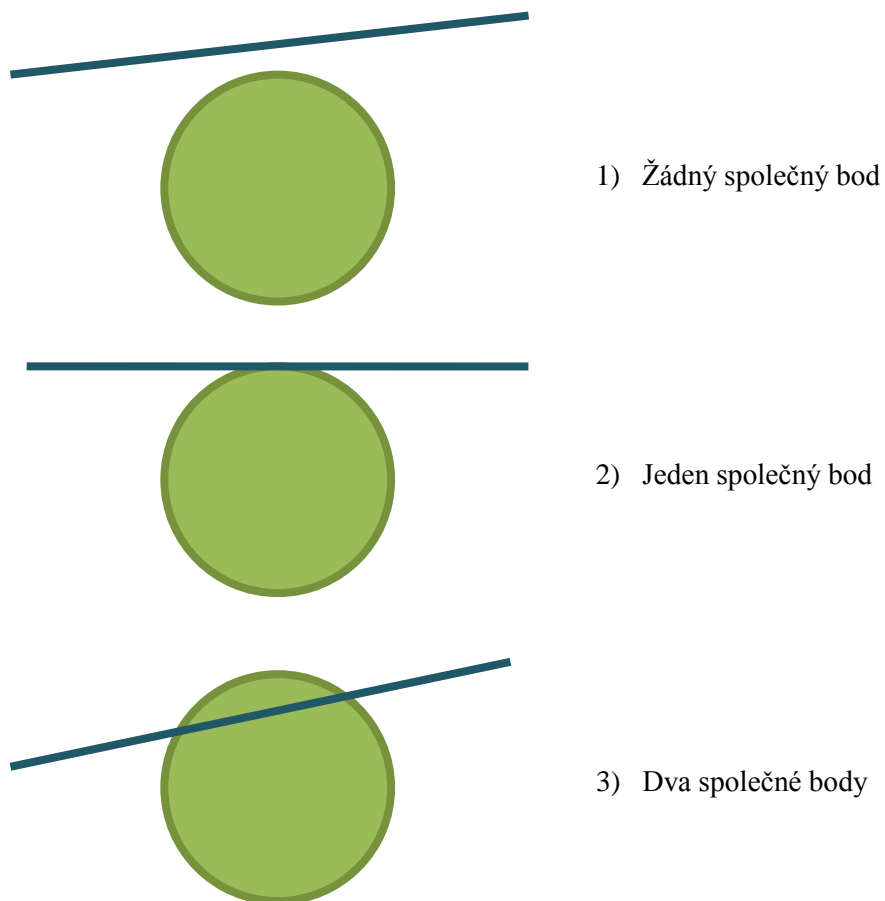 1) Žádný společný bod
2) Jeden společný bod
3) Dva společné body